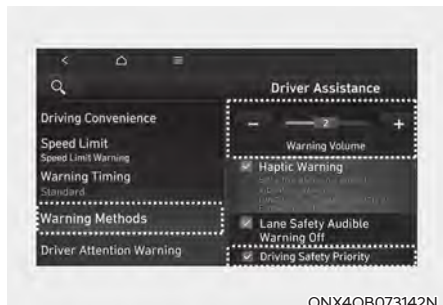 Driver Assistance
Driving Convenience
Speed Limit
Speed Limit Warning
Warning Timing
Standard
Warning Methods
Driver Attention Warning
− 2 +
Warning Volume
Haptic Warning
Lane Safety Audible
Warning Off
Driving Safety Priority
ONX4OB073142N